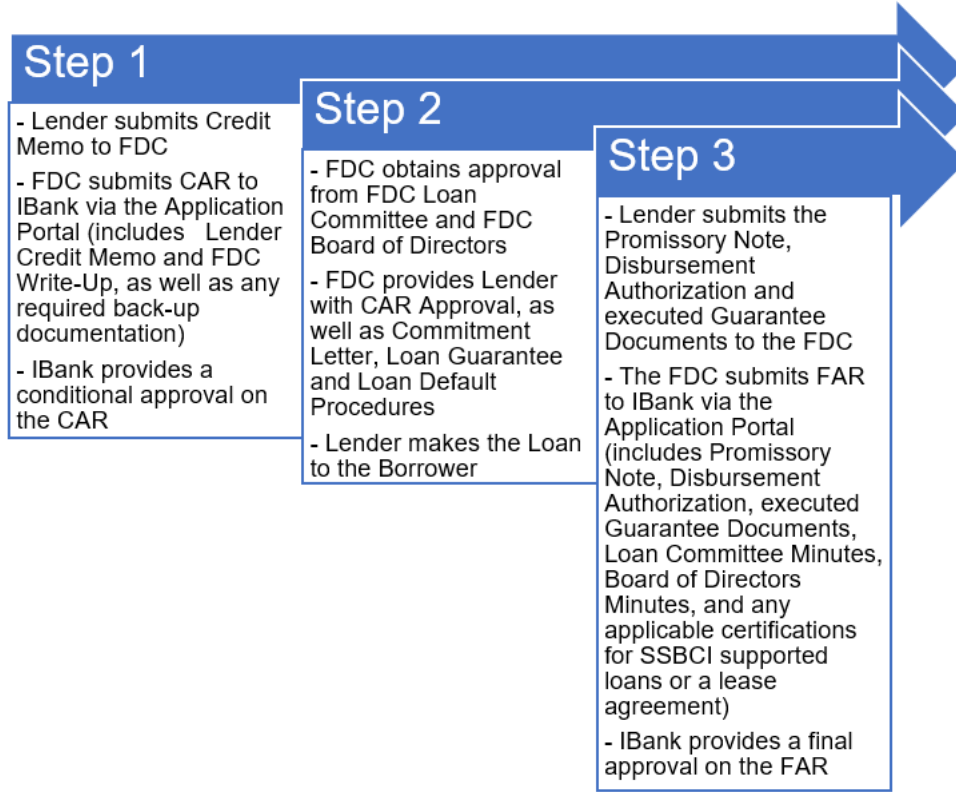 Step 1
- Lender submits Credit
Memo to FDC
- FDC submits CAR to
IBank via the Application
Portal (includes Lender
Credit Memo and FDC
Write-Up, as well as any
required back-up
documentation)
- IBank provides a
conditional approval on
the CAR
Step 2
- FDC obtains approval
from FDC Loan
Committee and FDC
Board of Directors
- FDC provides Lender
with CAR Approval, as
well as Commitment
Letter, Loan Guarantee
and Loan Default
Procedures
- Lender makes the Loan
to the Borrower
Step 3
- Lender submits the
Promissory Note,
Disbursement
Authorization and
executed Guarantee
Documents to the FDC
- The FDC submits FAR
to IBank via the
Application Portal
(includes Promissory
Note, Disbursement
Authorization, executed
Guarantee Documents,
Loan Committee Minutes,
Board of Directors
Minutes, and any
applicable certifications
for SSBCI supported
loans or a lease
agreement)
- IBank provides a final
approval on the FAR